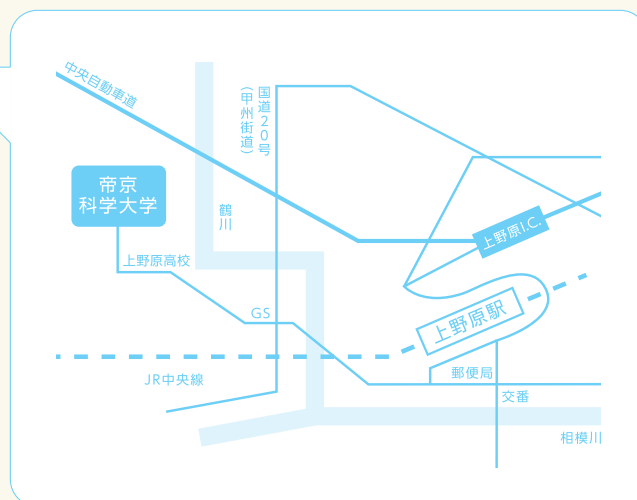 中央自動車道
国道20号
(甲州街道)
帝京
科学大学
鶴川
上野原I.C.
上野原高校
GS
上野原駅
JR中央線
郵便局
交番
相模川